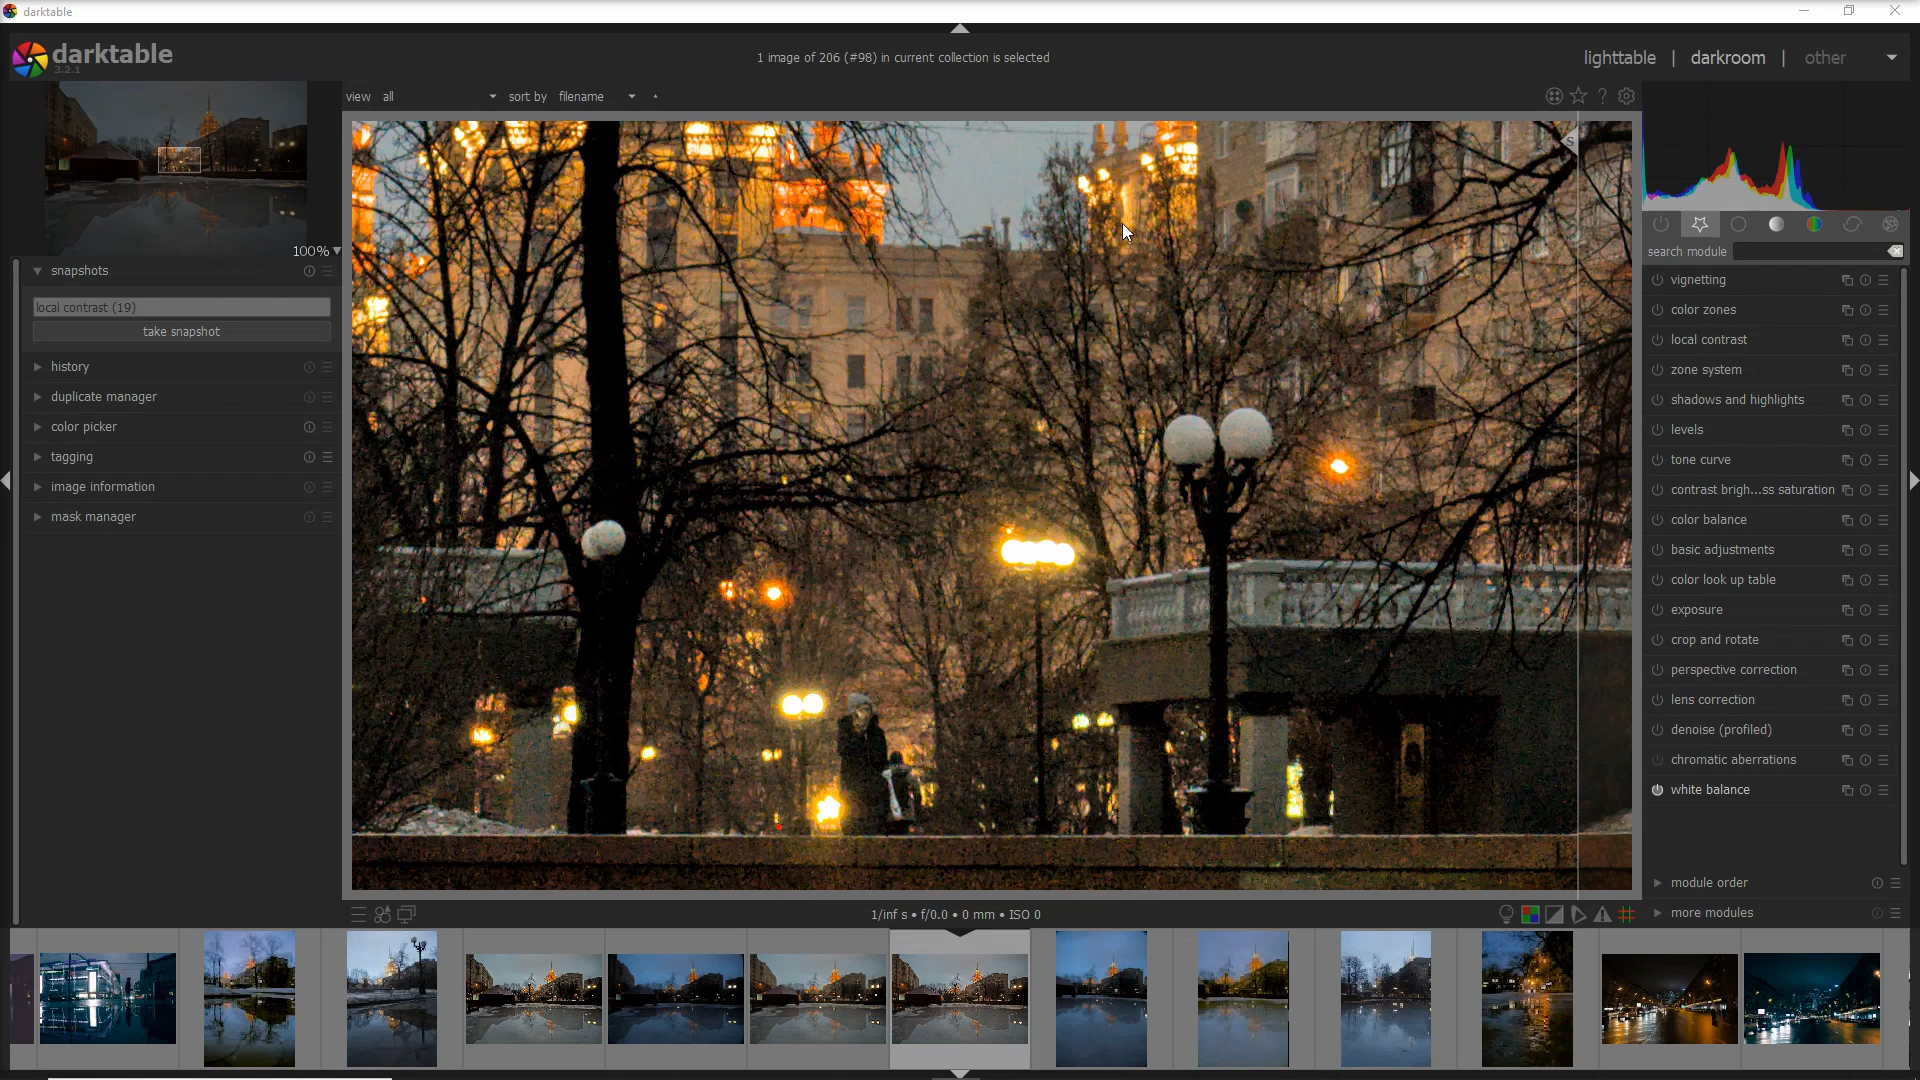 darktable
darktable
3.2.1
1 image of 206 (#98) in current collection is selected
lighttable | darkroom | other
view all sort by filename
100%
snapshots
local contrast (19)
take snapshot
history
duplicate manager
color picker
tagging
image information
mask manager
S
search module
vignetting
color zones
local contrast
zone system
shadows and highlights
levels
tone curve
contrast brigh...ss saturation
color balance
basic adjustments
color look up table
exposure
crop and rotate
perspective correction
lens correction
denoise (profiled)
chromatic aberrations
white balance
module order
more modules
1/inf s • f/0.0 • 0 mm • ISO 0